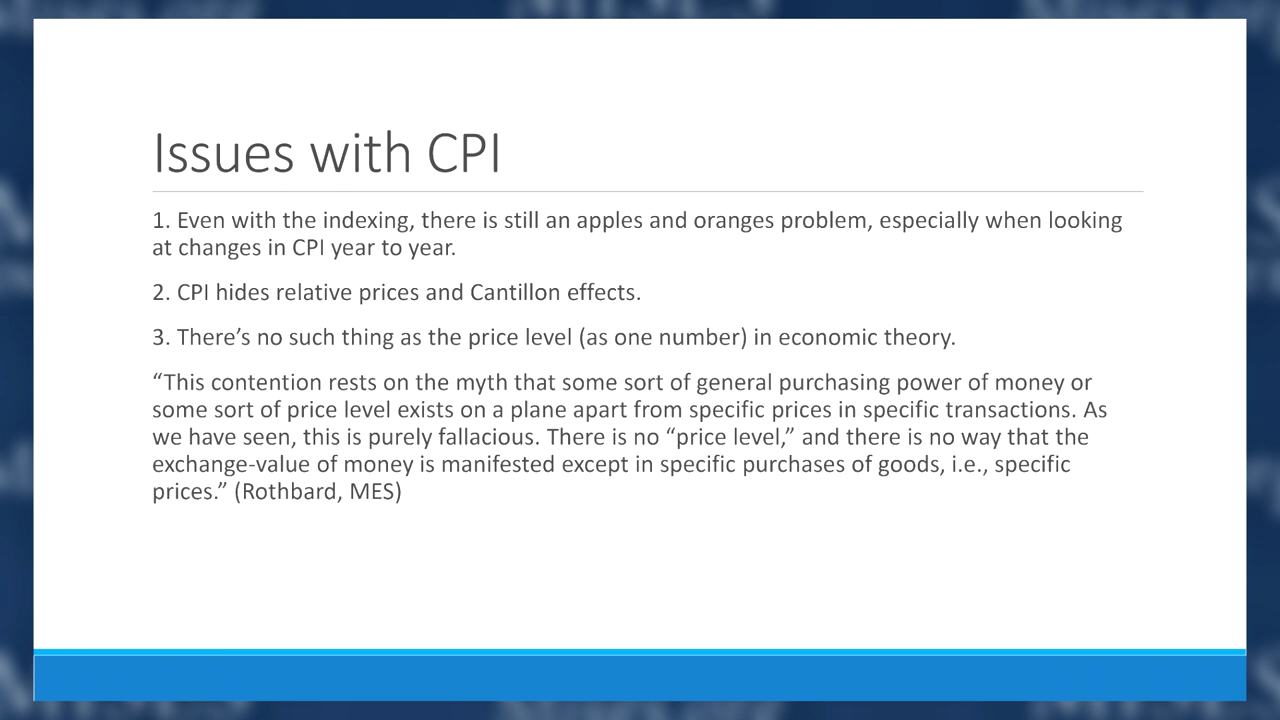 Issues with CPI
1. Even with the indexing, there is still an apples and oranges problem, especially when looking
at changes in CPI year to year.
2. CPI hides relative prices and Cantillon effects.
3. There’s no such thing as the price level (as one number) in economic theory.
“This contention rests on the myth that some sort of general purchasing power of money or
some sort of price level exists on a plane apart from specific prices in specific transactions. As
we have seen, this is purely fallacious. There is no “price level,” and there is no way that the
exchange-value of money is manifested except in specific purchases of goods, i.e., specific
prices.” (Rothbard, MES)